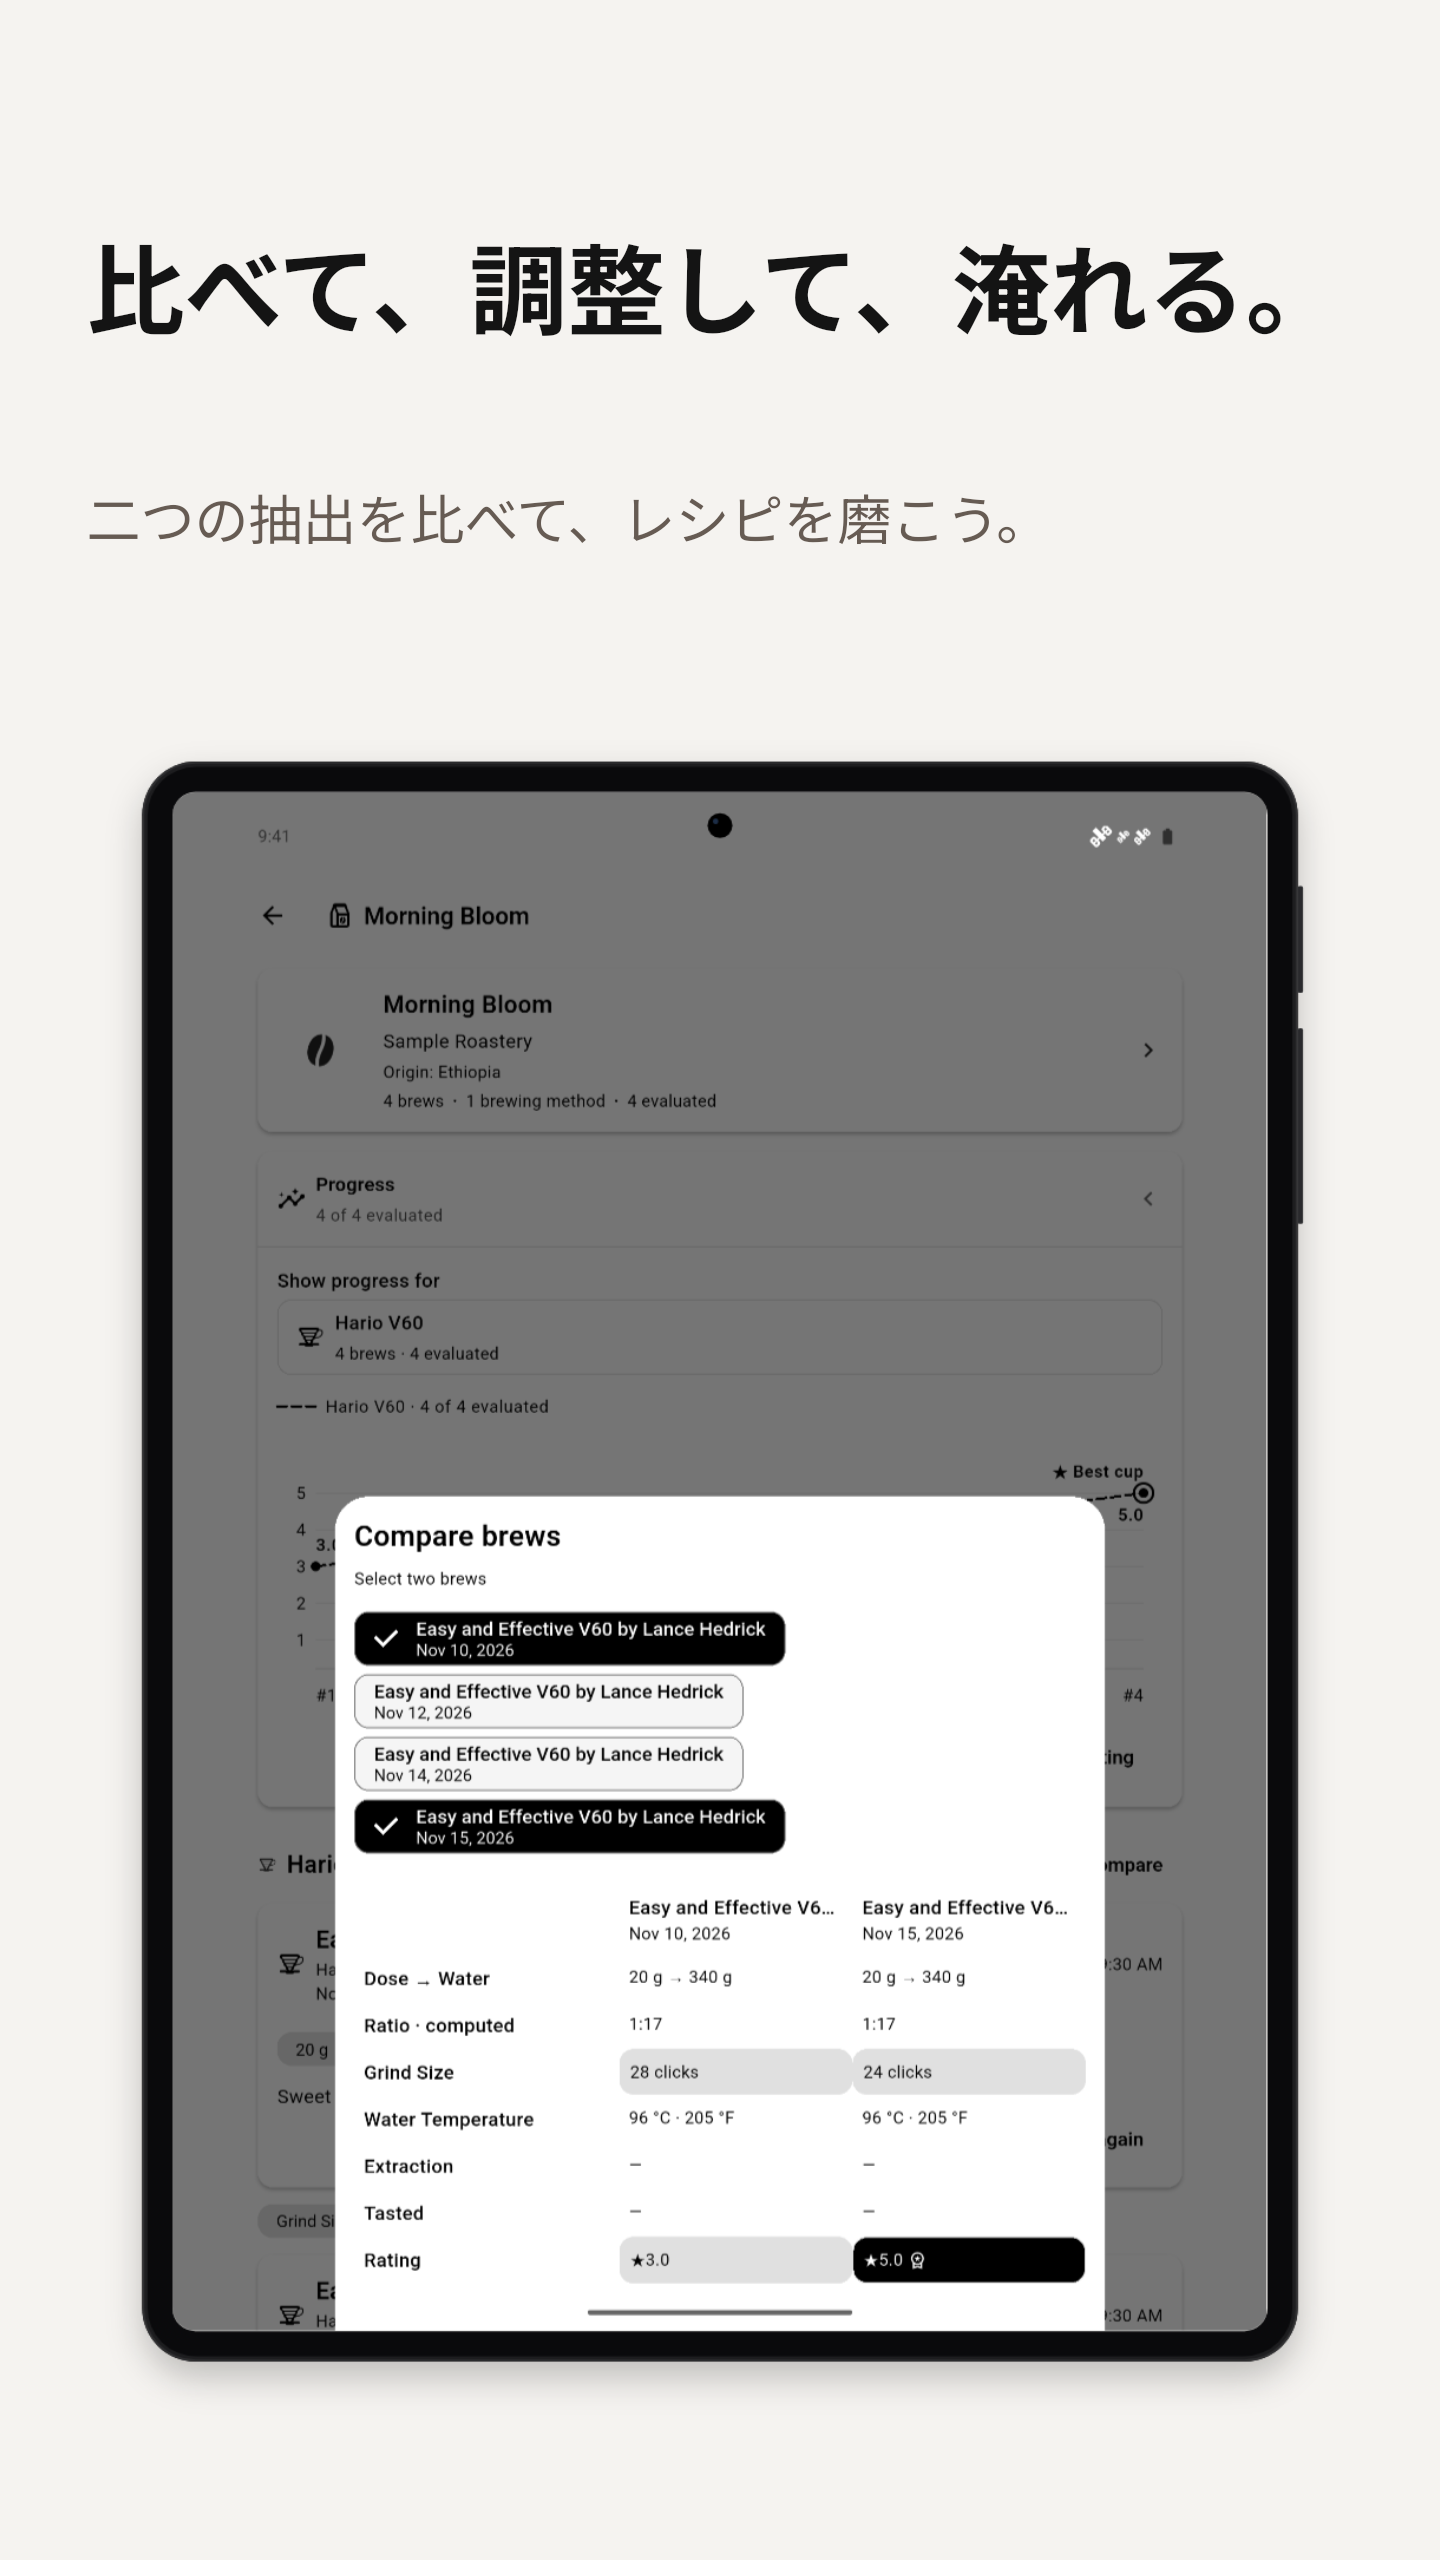 比べて、調整して、淹れる。
二つの抽出を比べて、レシピを磨こう。
9:41
Morning Bloom
Morning Bloom
Sample Roastery
Origin: Ethiopia
4 brews · 1 brewing method · 4 evaluated
Progress
4 of 4 evaluated
Show progress for
Hario V60
4 brews · 4 evaluated
Hario V60 · 4 of 4 evaluated
★ Best cup
5
5.0
4
3
2
1
#1
#4
Compare brews
Select two brews
Easy and Effective V60 by Lance Hedrick
Nov 10, 2026
Easy and Effective V60 by Lance Hedrick
Nov 12, 2026
Easy and Effective V60 by Lance Hedrick
Nov 14, 2026
Easy and Effective V60 by Lance Hedrick
Nov 15, 2026
Easy and Effective V6... Easy and Effective V6...
Nov 10, 2026 Nov 15, 2026
Dose → Water 20 g → 340 g 20 g → 340 g
Ratio · computed 1:17 1:17
Grind Size 28 clicks 24 clicks
Water Temperature 96 °C · 205 °F 96 °C · 205 °F
Extraction – –
Tasted – –
Rating ★3.0 ★5.0
20 g
Sweet
:30 AM
:30 AM